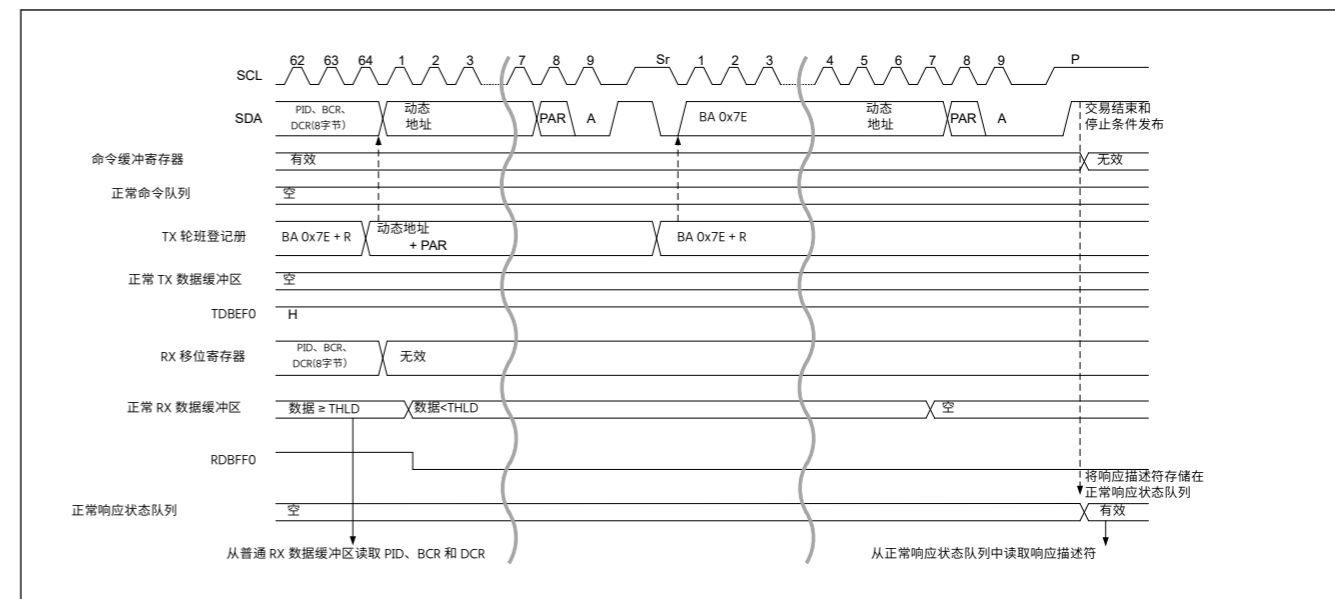 SCL 62 63 64 1 2 3 7 8 9 Sr 1 2 3 4 5 6 7 8 9 P
SDA
PID、BCR、
DCR(8字节)
动态
地址
PAR
A
BA 0x7E
动态
地址
PAR
A
交易结束和
停止条件发布
命令缓冲寄存器 有效 无效
正常命令队列 空
TX 轮班登记册 BA 0x7E + R
动态地址
+ PAR
BA 0x7E + R
正常 TX 数据缓冲区 空
TDBEF0 H
RX 移位寄存器
PID、BCR、
DCR(8字节)
无效
正常 RX 数据缓冲区 数据 ≥ THLD 数据<THLD 空
RDBFF0
将响应描述符存储在
正常响应状态队列
正常响应状态队列 空 有效
从普通 RX 数据缓冲区读取 PID、BCR 和 DCR
从正常响应状态队列中读取响应描述符